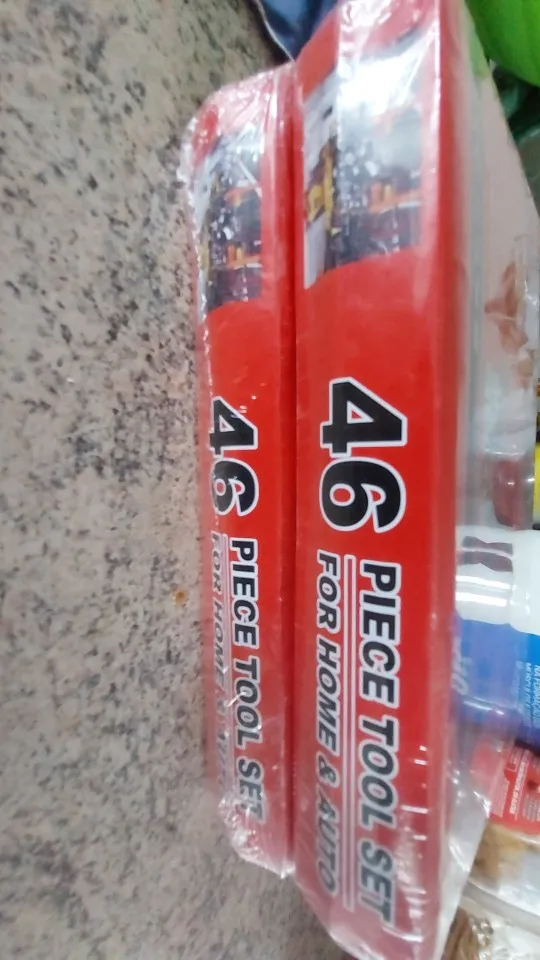 46 PIECE TOOL SET
FOR HOME & AUTO
46 PIECE TOOL SET
FOR HOME